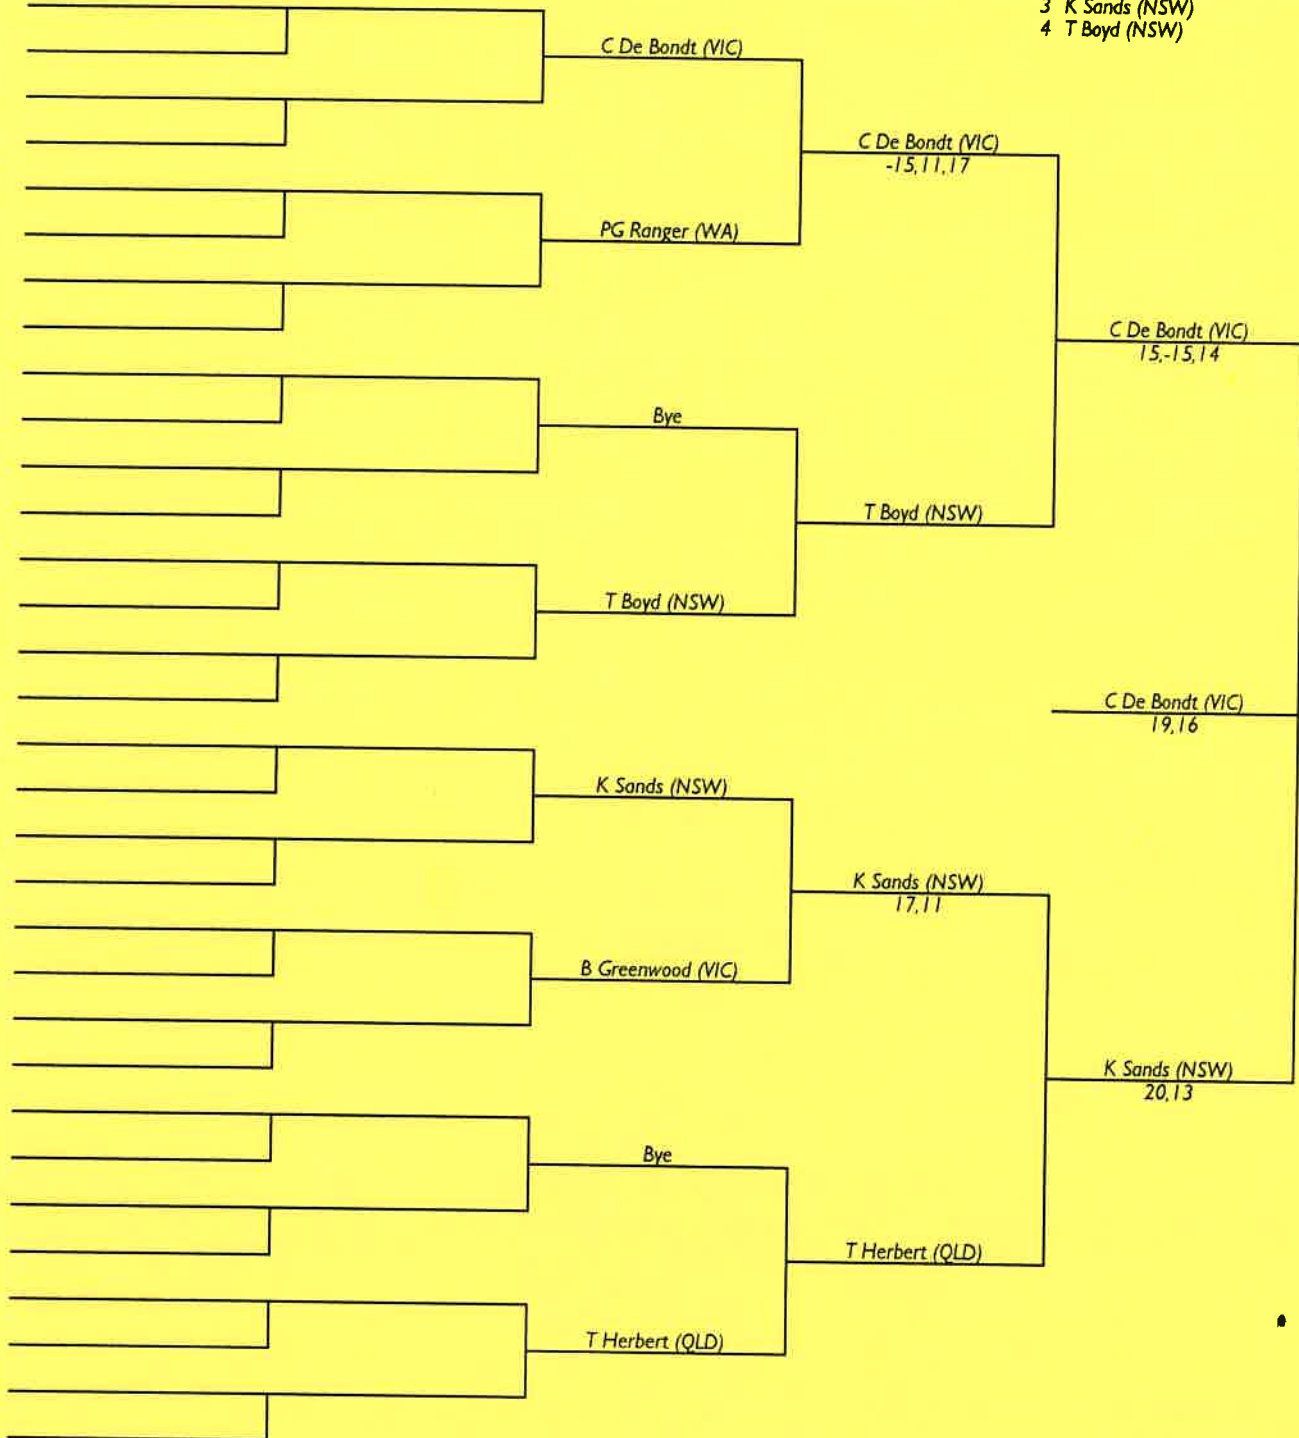 3 K Sands (NSW)
4 T Boyd (NSW)
C De Bondt (VIC)
C De Bondt (VIC)
-15,11,17
PG Ranger (WA)
C De Bondt (VIC)
15,-15,14
Bye
T Boyd (NSW)
T Boyd (NSW)
C De Bondt (VIC)
19,16
K Sands (NSW)
K Sands (NSW)
17,11
B Greenwood (VIC)
K Sands (NSW)
20,13
Bye
T Herbert (QLD)
T Herbert (QLD)